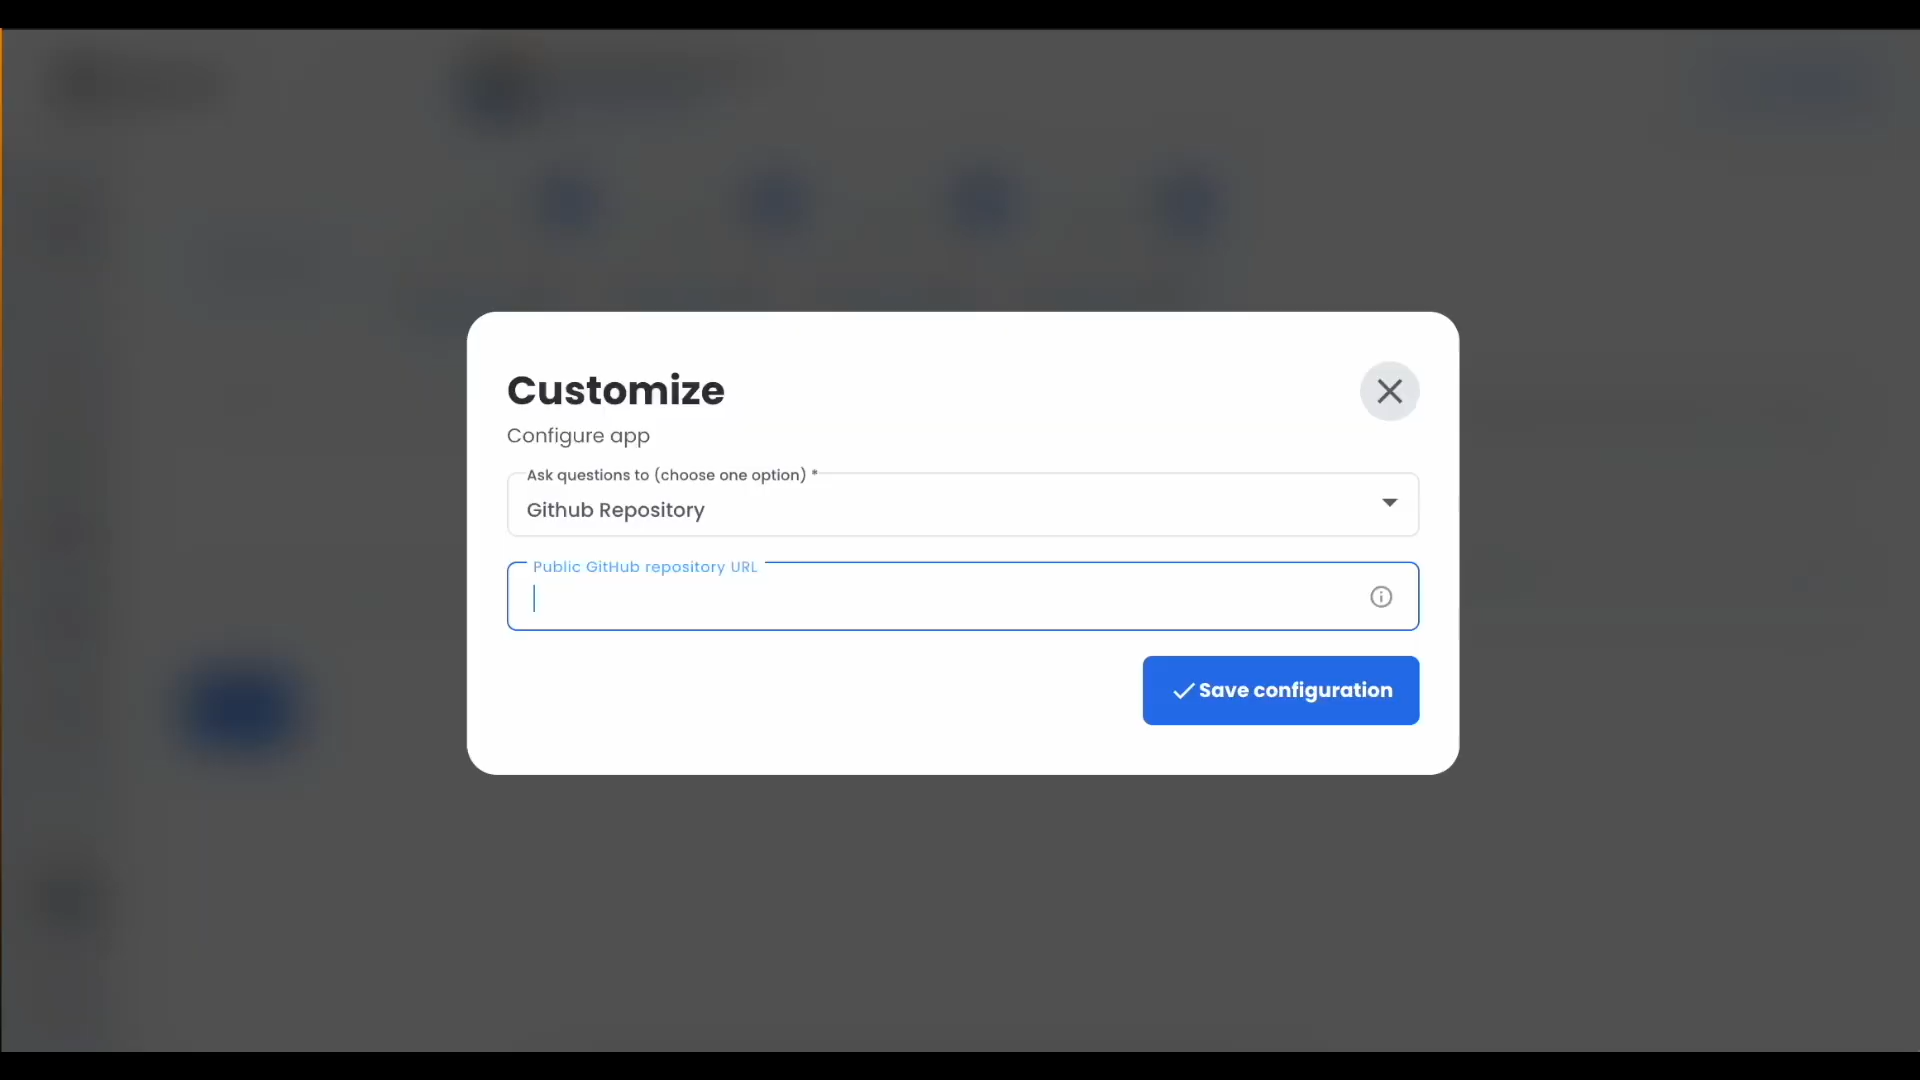 Customize
Configure app
Ask questions to (choose one option) *
Github Repository
Public GitHub repository URL
Save configuration